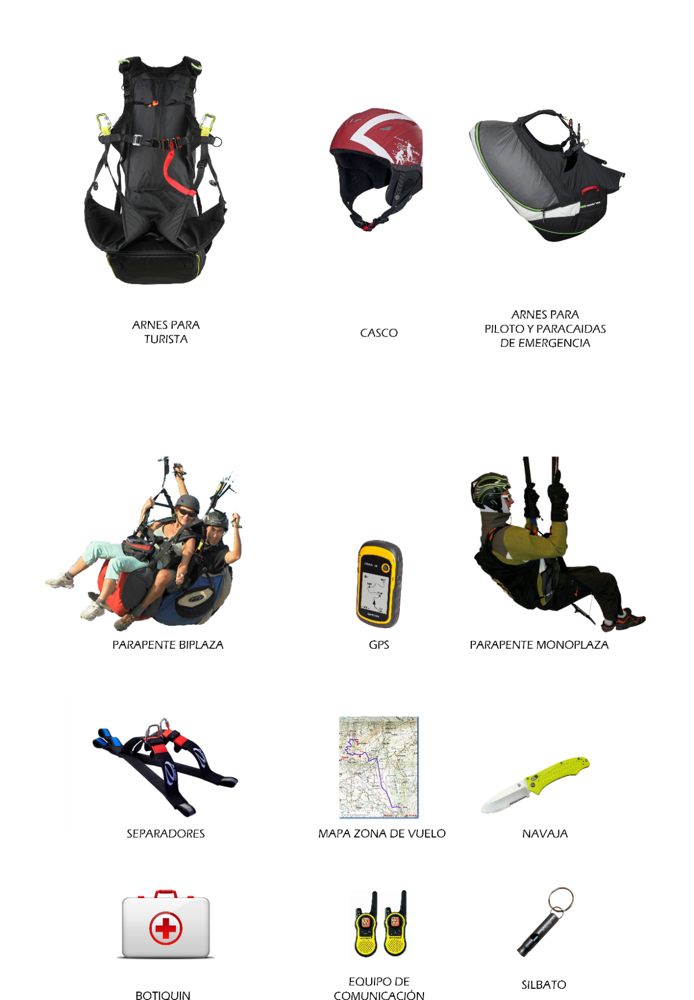 ARNES PARA
TURISTA
CASCO
ARNES PARA
PILOTO Y PARACAIDAS
DE EMERGENCIA
PARAPENTE BIPLAZA
GPS
GARMIN
PARAPENTE MONOPLAZA
SEPARADORES
MAPA ZONA DE VUELO
NAVAJA
BOTIQUIN
EQUIPO DE
COMUNICACIÓN
SILBATO